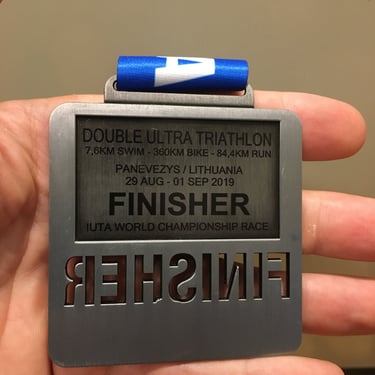 DOUBLE ULTRA TRIATHLON
7,6KM SWIM - 360KM BIKE - 84,4KM RUN
PANEVEZYS / LITHUANIA
29 AUG - 01 SEP 2019
FINISHER
IUTA WORLD CHAMPIONSHIP RACE
FINISHER